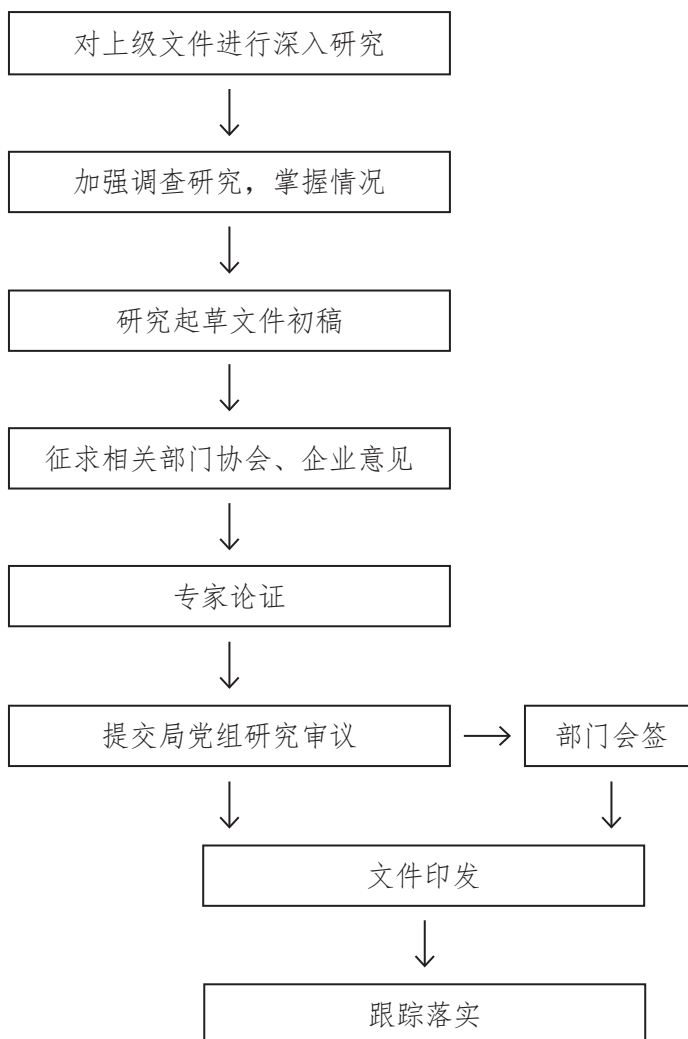 对上级文件进行深入研究
加强调查研究，掌握情况
研究起草文件初稿
征求相关部门协会、企业意见
专家论证
提交局党组研究审议
部门会签
文件印发
跟踪落实